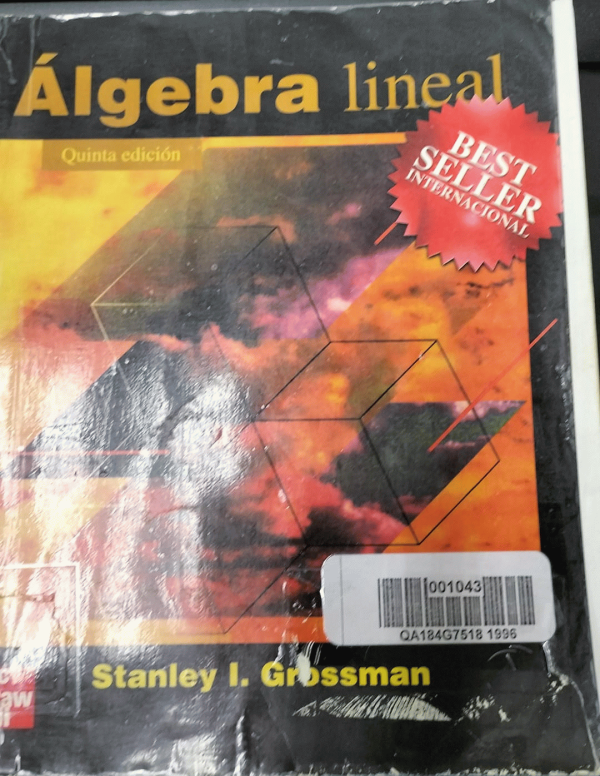 Álgebra lineal
Quinta edición
BEST
SELLER
INTERNACIONAL
001043
QA184G7518 1996
Stanley I. Grossman